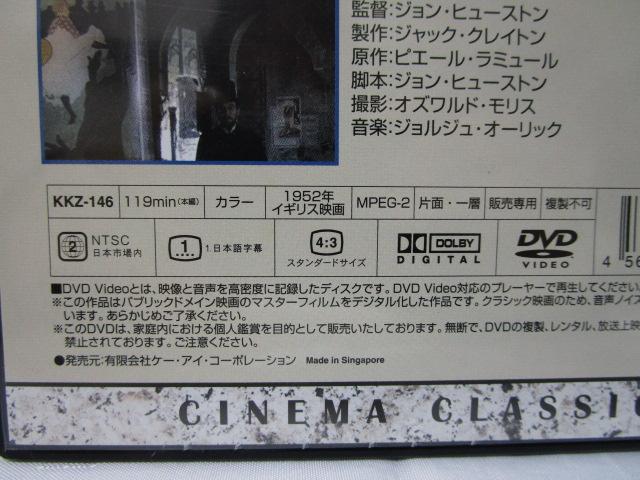 監督：ジョン・ヒューストン
製作：ジャック・クレイトン
原作：ピエール・ラミュール
脚本：ジョン・ヒューストン
撮影：オズワルド・モリス
音楽：ジョルジュ・オーリック
KKZ-146 119min(本編) カラー 1952年 イギリス映画 MPEG-2 片面・一層 販売専用 複製不可
2 NTSC 日本市場内 1.... 1.日本語字幕 4:3 スタンダードサイズ DOLBY DIGITAL DVD VIDEO
4 56
■DVD Videoとは、映像と音声を高密度に記録したディスクです。DVD Video対応のプレーヤーで再生してください。
※この作品はパブリックドメイン映画のマスターフィルムをデジタル化した作品です。クラシック映画のため、音声ノイズ
います。あらかじめご了承ください。
※このDVDは、家庭内における個人鑑賞を目的として販売いたしております。無断で、DVDの複製、レンタル、放送上映
禁止されております。ご注意ください。
●発売元：有限会社ケー・アイ・コーポレーション Made in Singapore
CINEMA CLASSIC